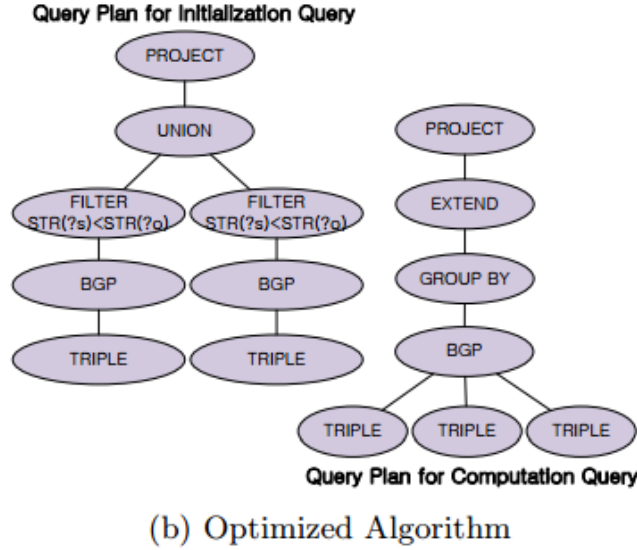 Query Plan for Initialization Query
PROJECT
UNION
FILTER
STR(?s)<STR(?o)
FILTER
STR(?s)<STR(?o)
BGP
BGP
TRIPLE
TRIPLE
PROJECT
EXTEND
GROUP BY
BGP
TRIPLE
TRIPLE
TRIPLE
Query Plan for Computation Query
(b) Optimized Algorithm